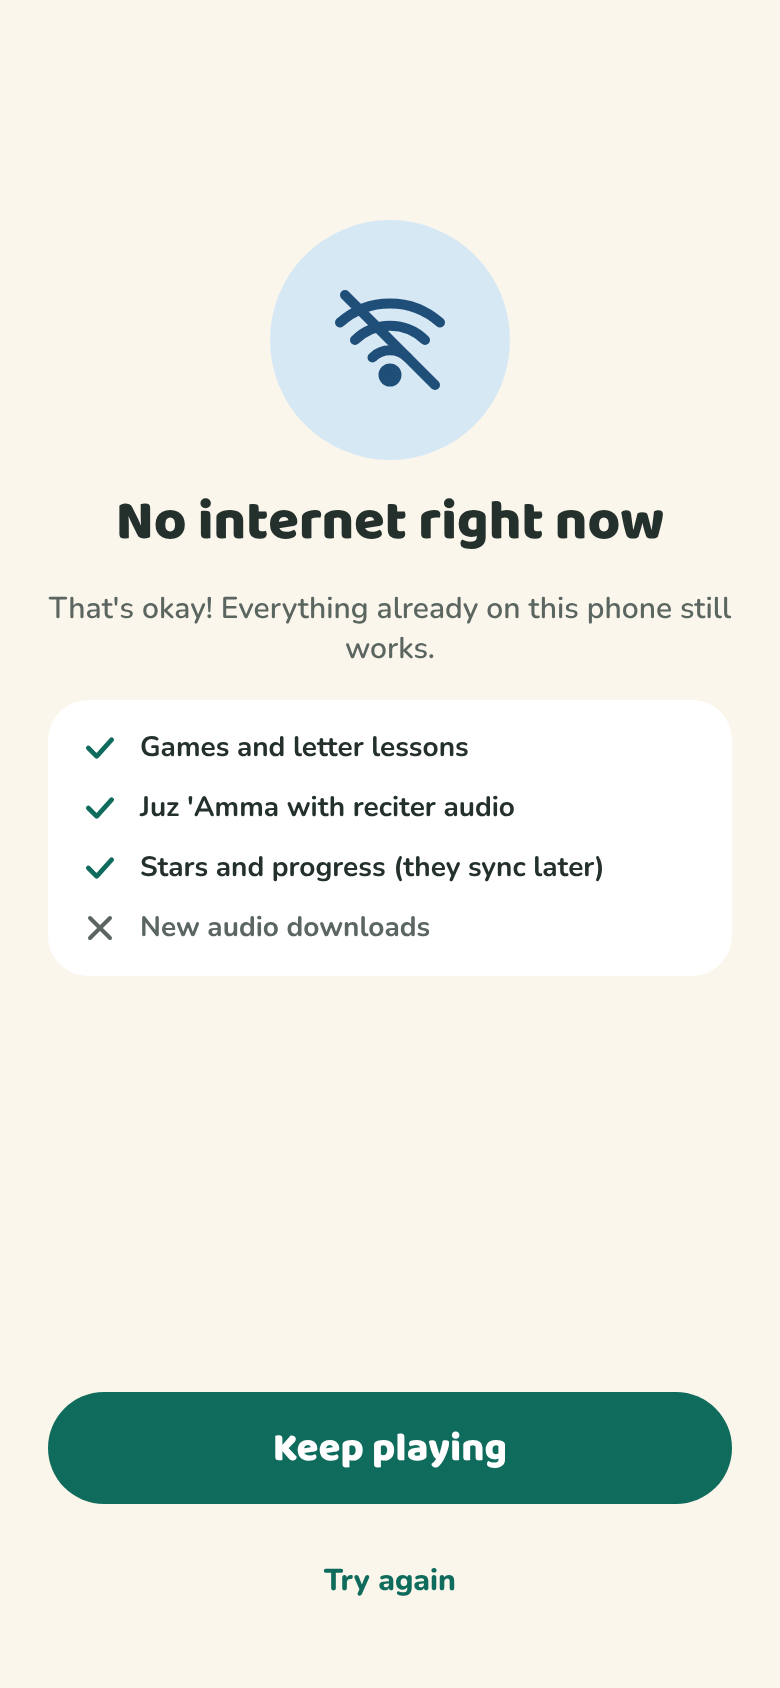 No internet right now
That's okay! Everything already on this phone still
works.
Games and letter lessons
Juz 'Amma with reciter audio
Stars and progress (they sync later)
New audio downloads
Keep playing
Try again